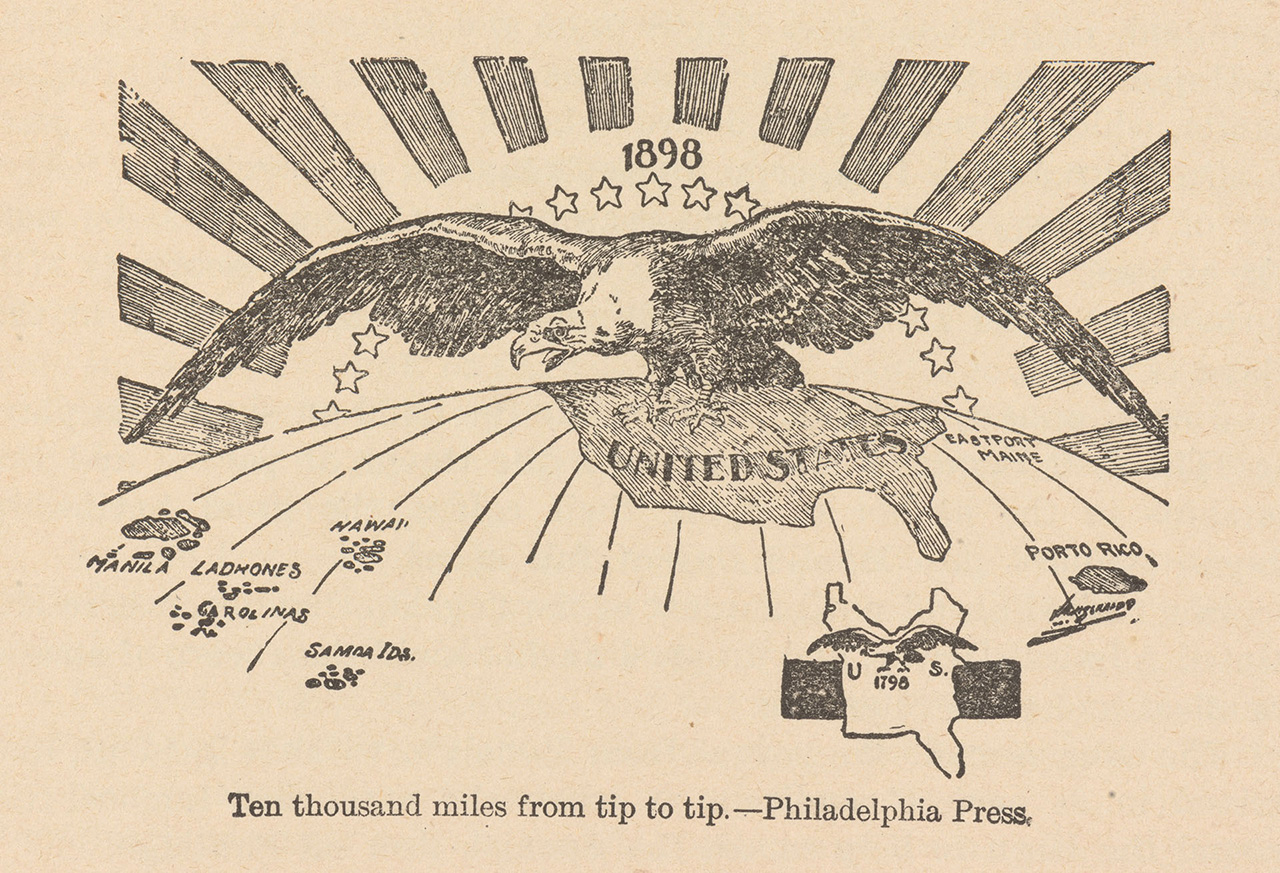 1898
UNITED STATES
EASTPORT
MAINE
HAWAII
MANILA
LADRONES
CAROLINAS
SAMOA IDS.
PORTO RICO
U S.
1798
Ten thousand miles from tip to tip.—Philadelphia Press.